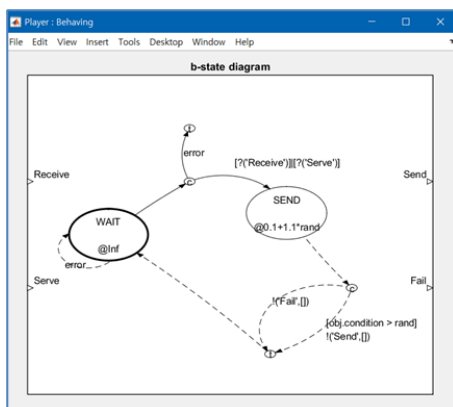 Player : Behaving
File Edit View Insert Tools Desktop Window Help
b-state diagram
t
error
[?('Receive')]|[?('Serve')]
Receive
c
Send
SEND
WAIT
@0.1+1.1*rand
@Inf
error
Serve
c
Fail
!('Fail',[])
[obj.condition > rand]
!('Send',[])
t